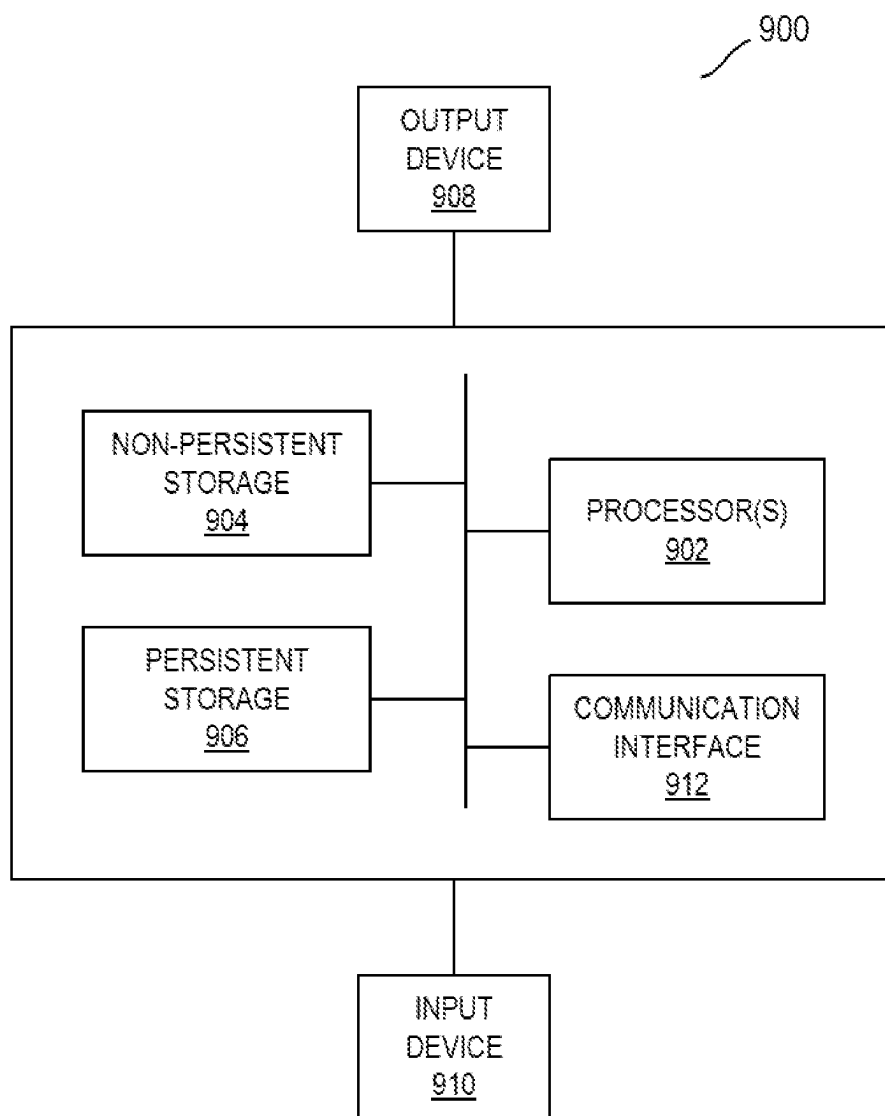 900
OUTPUT
DEVICE
908
NON-PERSISTENT
STORAGE
904
PROCESSOR(S)
902
PERSISTENT
STORAGE
906
COMMUNICATION
INTERFACE
912
INPUT
DEVICE
910